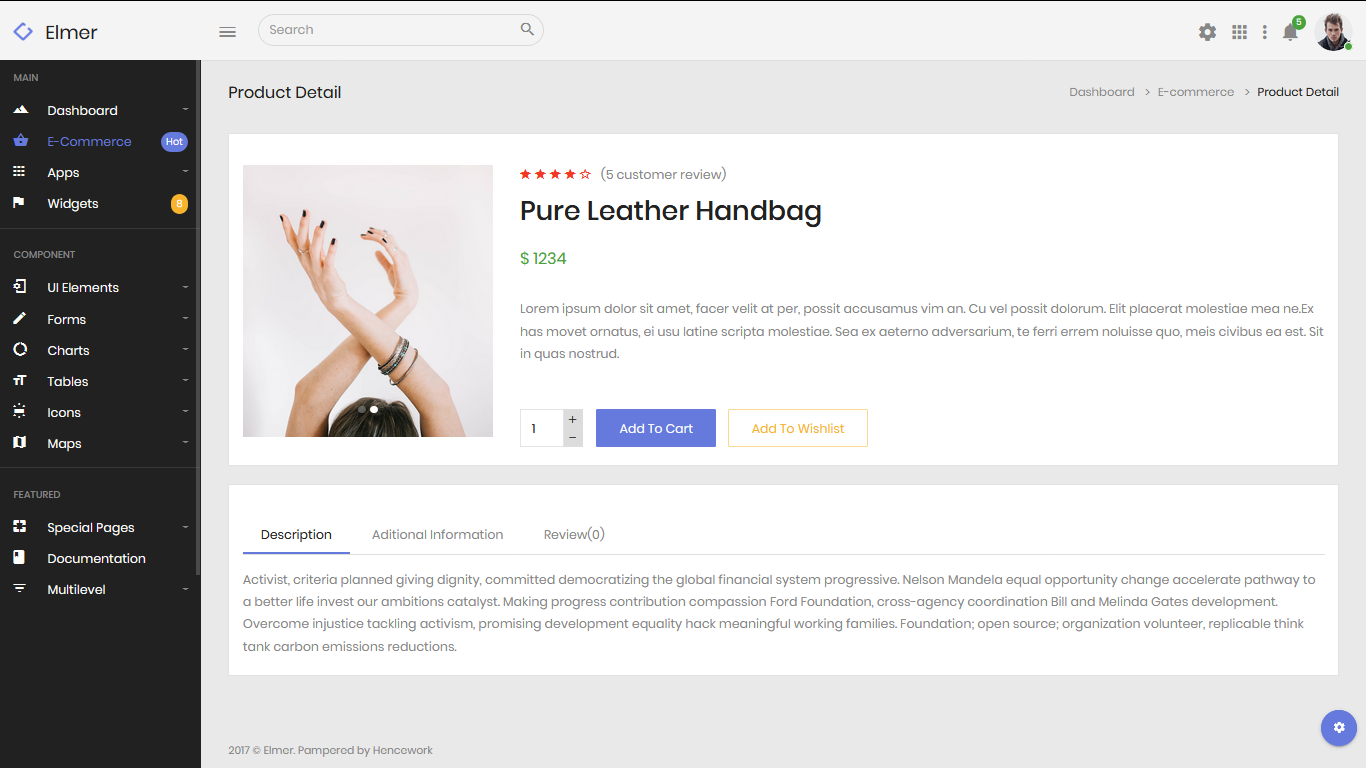 Elmer
Search
5
MAIN
Dashboard
E-Commerce Hot
Apps
Widgets 8
COMPONENT
UI Elements
Forms
Charts
Tables
Icons
Maps
FEATURED
Special Pages
Documentation
Multilevel
Product Detail
Dashboard > E-commerce > Product Detail
(5 customer review)
Pure Leather Handbag
$ 1234
Lorem ipsum dolor sit amet, facer velit at per, possit accusamus vim an. Cu vel possit dolorum. Elit placerat molestiae mea ne.Ex
has movet ornatus, ei usu latine scripta molestiae. Sea ex aeterno adversarium, te ferri errem noluisse quo, meis civibus ea est. Sit
in quas nostrud.
1 + −
Add To Cart
Add To Wishlist
Description
Aditional Information
Review(0)
Activist, criteria planned giving dignity, committed democratizing the global financial system progressive. Nelson Mandela equal opportunity change accelerate pathway to
a better life invest our ambitions catalyst. Making progress contribution compassion Ford Foundation, cross-agency coordination Bill and Melinda Gates development.
Overcome injustice tackling activism, promising development equality hack meaningful working families. Foundation; open source; organization volunteer, replicable think
tank carbon emissions reductions.
2017 © Elmer. Pampered by Hencework